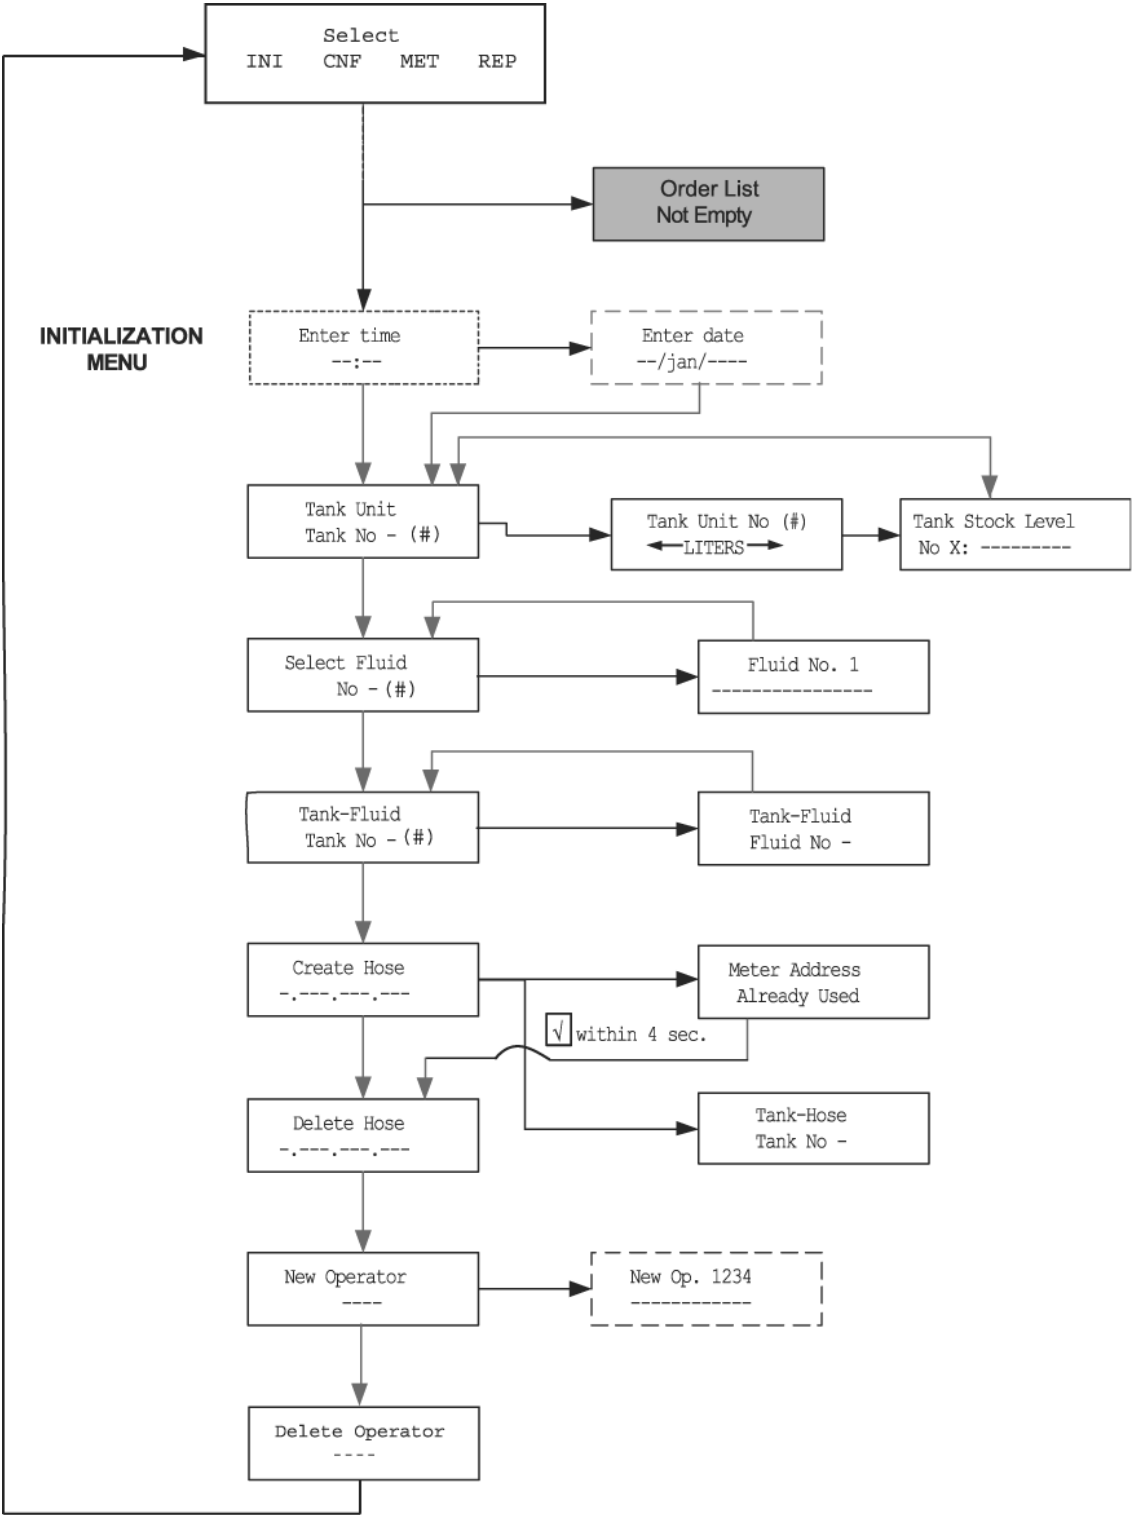 Select
INI CNF MET REP
Order List
Not Empty
INITIALIZATION
MENU
Enter time
--:--
Enter date
--/jan/----
Tank Unit
Tank No - (#)
Tank Unit No (#)
LITERS
Tank Stock Level
No X: ---------
Select Fluid
No - (#)
Fluid No. 1
----------------
Tank-Fluid
Tank No - (#)
Tank-Fluid
Fluid No -
Create Hose
-.---.---.---
Meter Address
Already Used
√ within 4 sec.
Delete Hose
-.---.---.---
Tank-Hose
Tank No -
New Operator
----
New Op. 1234
------------
Delete Operator
----